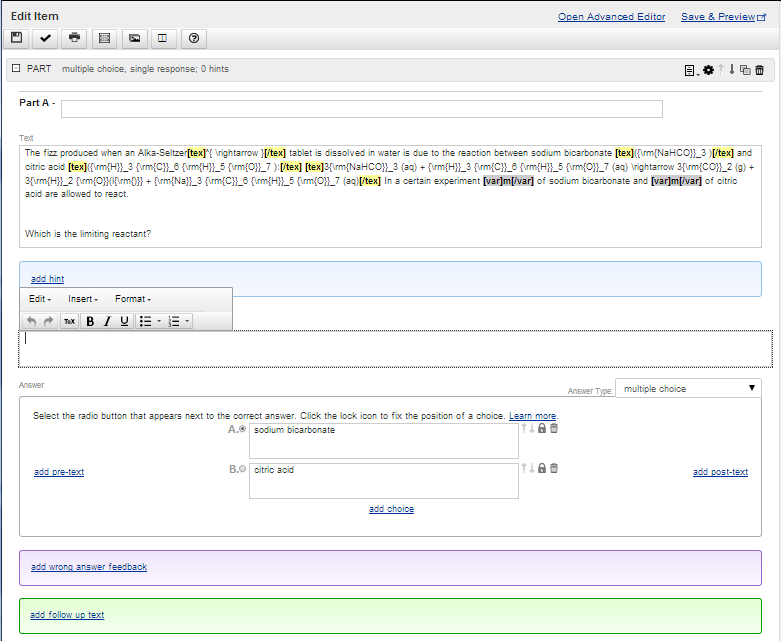 Edit Item
Open Advanced Editor Save & Preview
PART multiple choice, single response; 0 hints
Part A -
Text
The fizz produced when an Alka-Seltzer[tex]^{ \rightarrow }[/tex] tablet is dissolved in water is due to the reaction between sodium bicarbonate [tex]({\rm{NaHCO}}_3 )[/tex] and
citric acid [tex]({\rm{H}}_3 {\rm{C}}_6 {\rm{H}}_5 {\rm{O}}_7 ):[/tex] [tex]3{\rm{NaHCO}}_3 (aq) + {\rm{H}}_3 {\rm{C}}_6 {\rm{H}}_5 {\rm{O}}_7 (aq) \rightarrow 3{\rm{CO}}_2 (g) +
3{\rm{H}}_2 {\rm{O}}(l{\rm{)}} + {\rm{Na}}_3 {\rm{C}}_6 {\rm{H}}_5 {\rm{O}}_7 (aq)[/tex] In a certain experiment [var]m[/var] of sodium bicarbonate and [var]m[/var] of citric
acid are allowed to react.
Which is the limiting reactant?
add hint
Edit Insert Format
TeX B I U
Answer
Answer Type: multiple choice
Select the radio button that appears next to the correct answer. Click the lock icon to fix the position of a choice. Learn more.
A. sodium bicarbonate
add pre-text B. citric acid add post-text
add choice
add wrong answer feedback
add follow up text